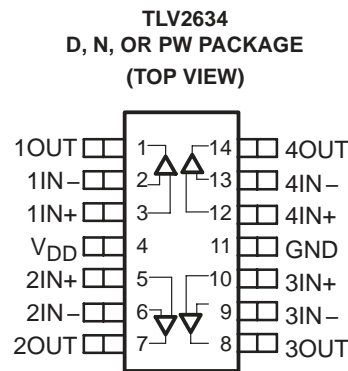 TLV2634
D, N, OR PW PACKAGE
(TOP VIEW)
1OUT 1 14 4OUT
1IN− 2 13 4IN−
1IN+ 3 12 4IN+
VDD 4 11 GND
2IN+ 5 10 3IN+
2IN− 6 9 3IN−
2OUT 7 8 3OUT